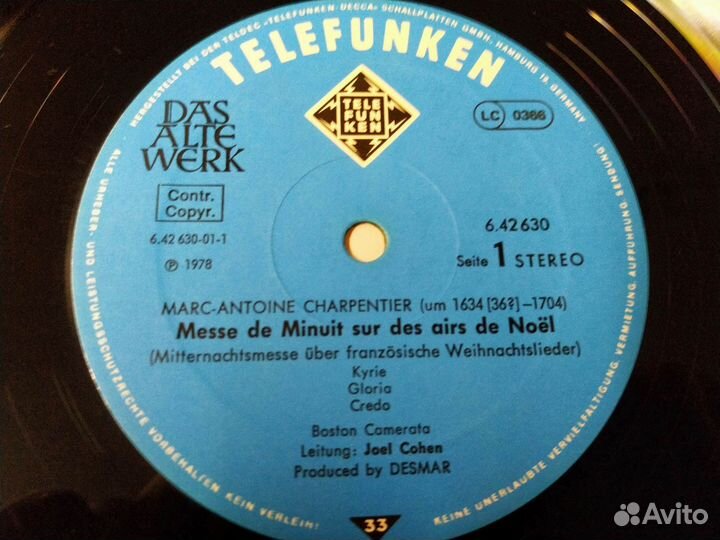 HERGESTELLT BEI DER TELDEC »TELEFUNKEN-DECCA« SCHALLPLATTEN GMBH, HAMBURG 19, GERMANY
TELEFUNKEN
DAS
ALTE
WERK
TELE
FUN
KEN
LC 0366
Contr.
Copyr.
6.42 630-01-1
℗ 1978
6.42630
Seite 1 STEREO
MARC-ANTOINE CHARPENTIER (um 1634 [36?]–1704)
Messe de Minuit sur des airs de Noël
(Mitternachtsmesse über französische Weihnachtslieder)
Kyrie
Gloria
Credo
Boston Camerata
Leitung: Joel Cohen
Produced by DESMAR
ALLE URHEBER- UND LEISTUNGSSCHUTZRECHTE VORBEHALTEN KEIN VERLEIH!
33
KEINE UNERLAUBTE VERVIELFÄLTIGUNG, VERMIETUNG, AUFFÜHRUNG, SENDUNG!
Avito